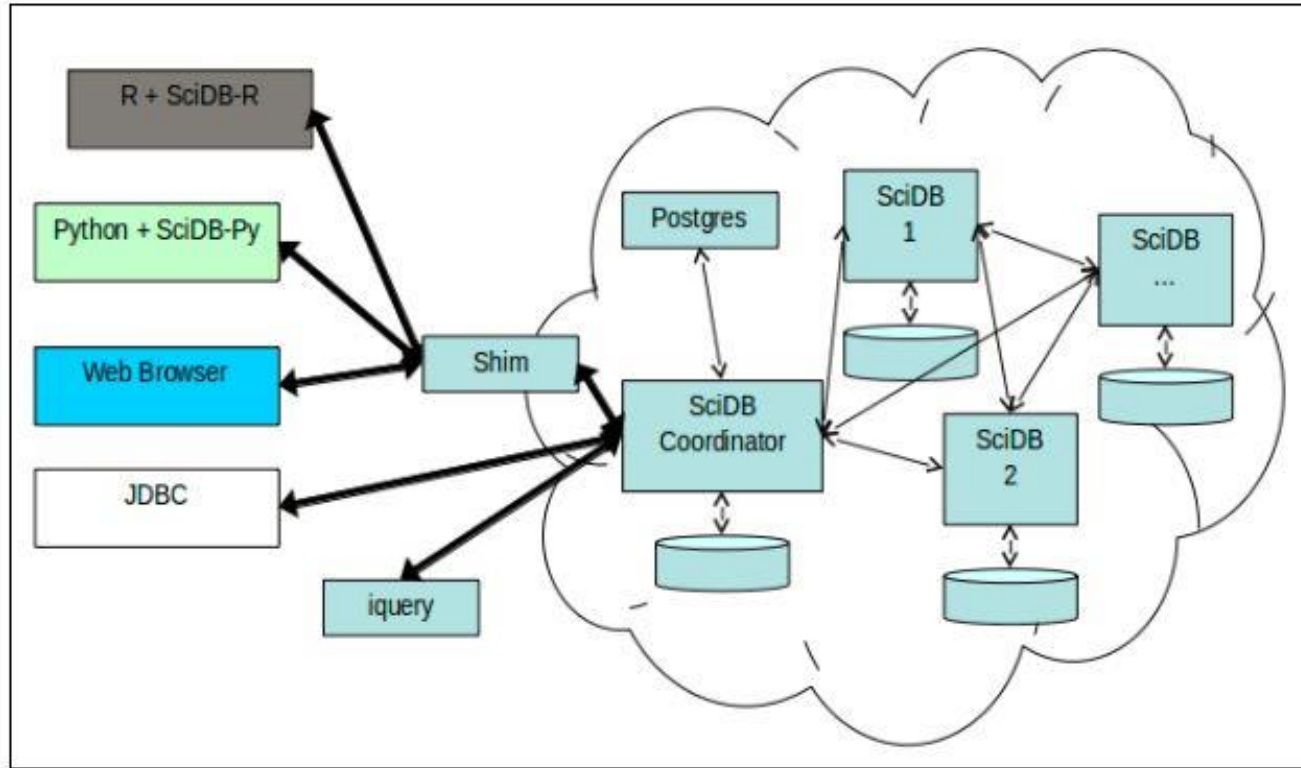 R + SciDB-R
Python + SciDB-Py
Web Browser
JDBC
iquery
Shim
Postgres
SciDB
Coordinator
SciDB
1
SciDB
2
SciDB
...